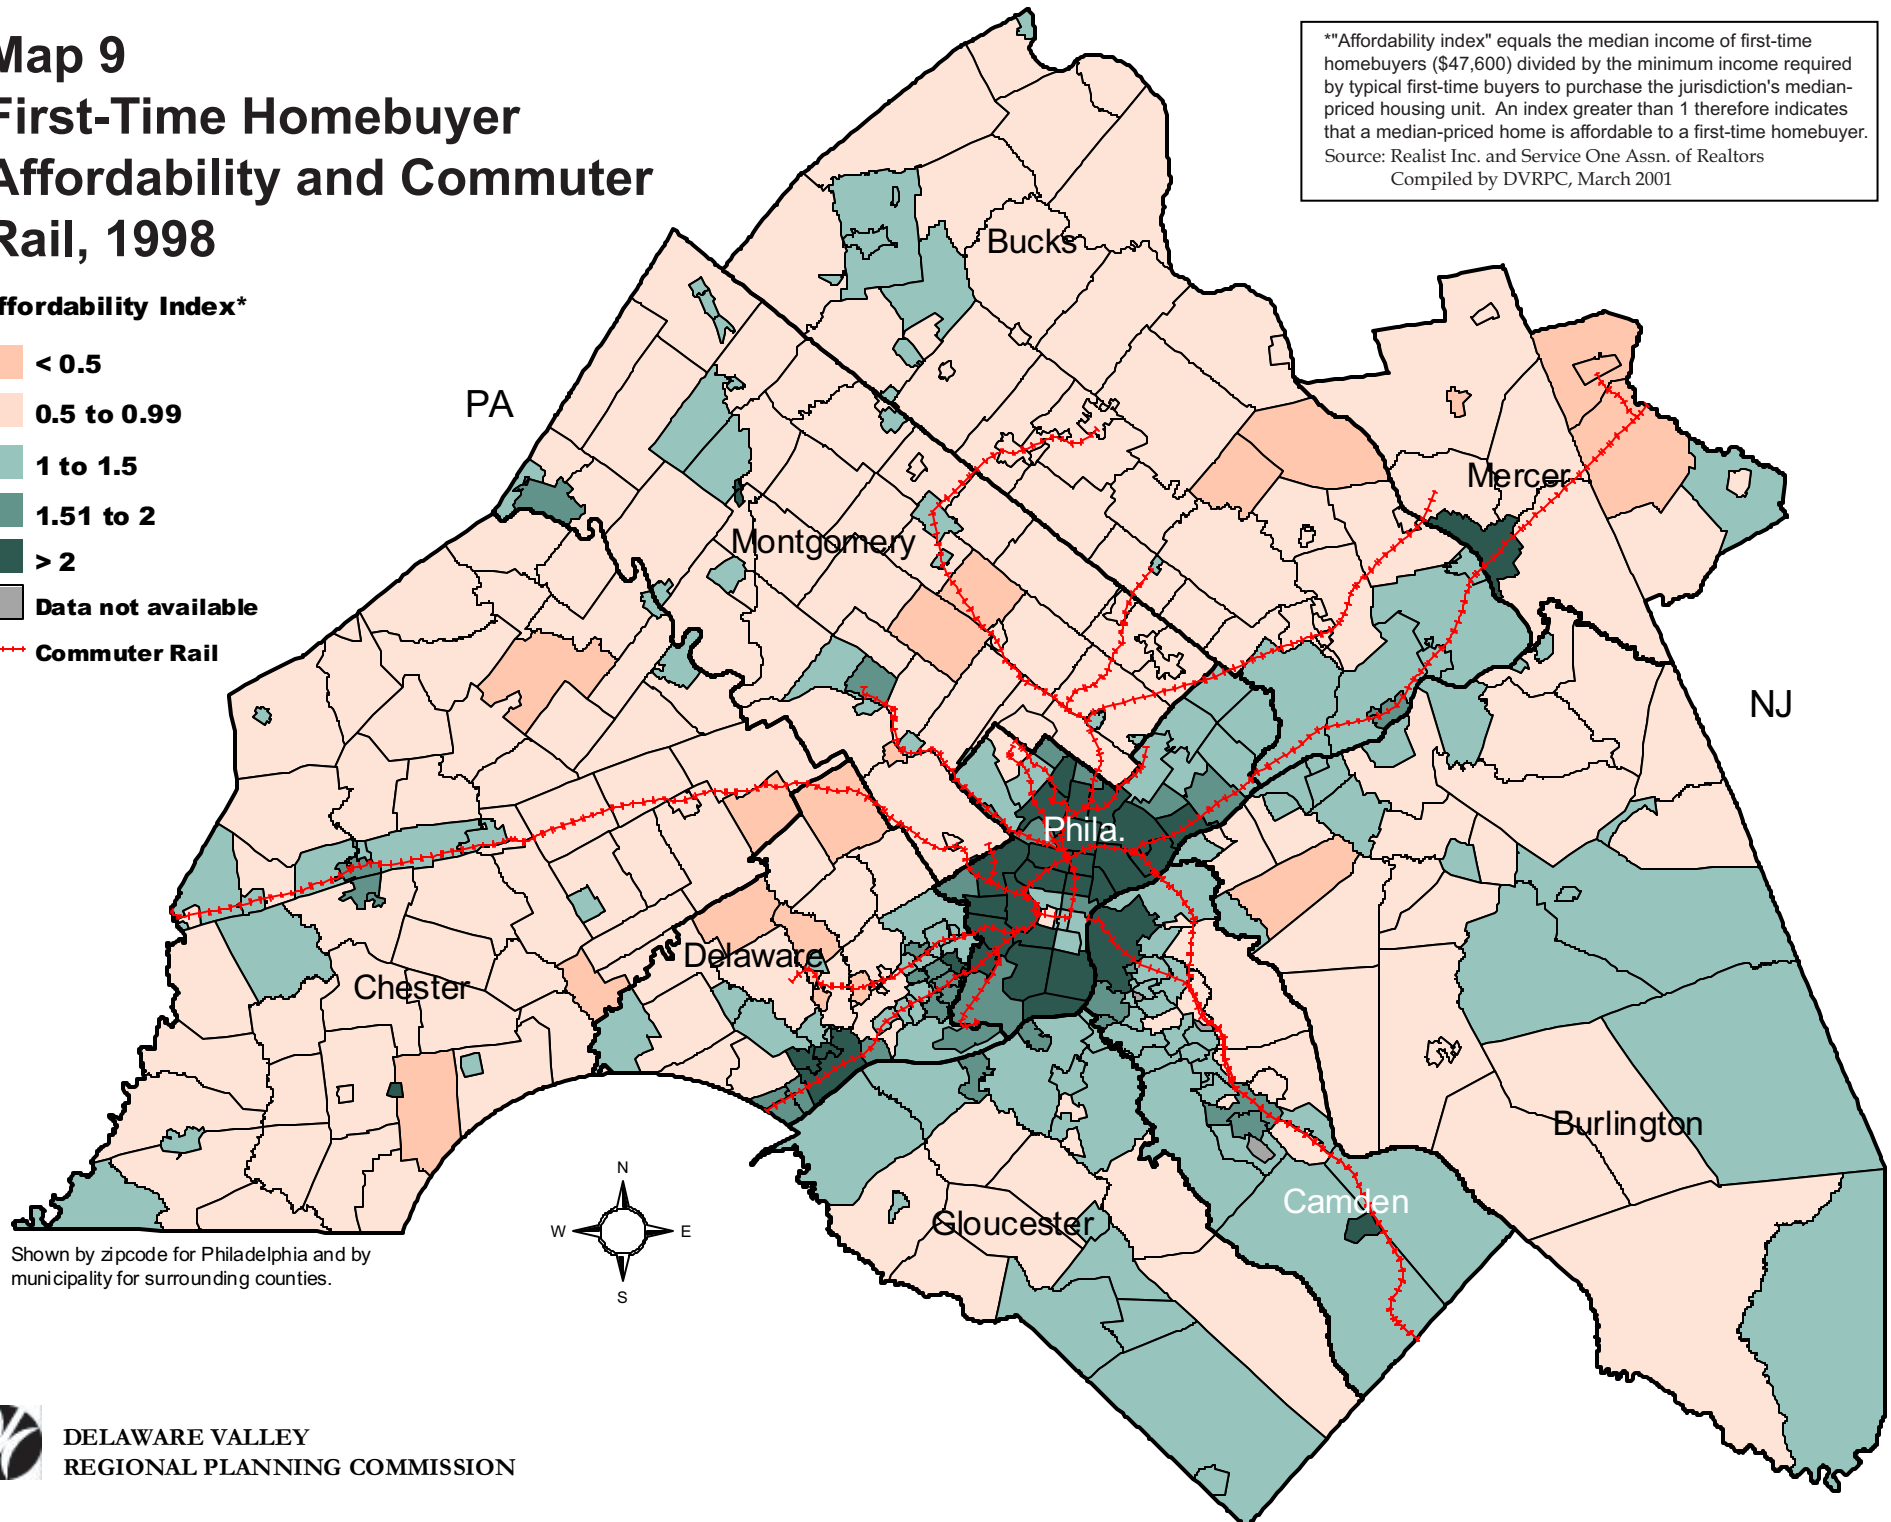 Map 9
First-Time Homebuyer
Affordability and Commuter
Rail, 1998
ffordability Index*
< 0.5
0.5 to 0.99
1 to 1.5
1.51 to 2
> 2
Data not available
Commuter Rail
*"Affordability index" equals the median income of first-time
homebuyers ($47,600) divided by the minimum income required
by typical first-time buyers to purchase the jurisdiction's median-
priced housing unit. An index greater than 1 therefore indicates
that a median-priced home is affordable to a first-time homebuyer.
Source: Realist Inc. and Service One Assn. of Realtors
Compiled by DVRPC, March 2001
Bucks
PA
Mercer
Montgomery
NJ
Phila.
Delaware
Chester
Burlington
Camden
Gloucester
N
W E
S
Shown by zipcode for Philadelphia and by
municipality for surrounding counties.
DELAWARE VALLEY
REGIONAL PLANNING COMMISSION